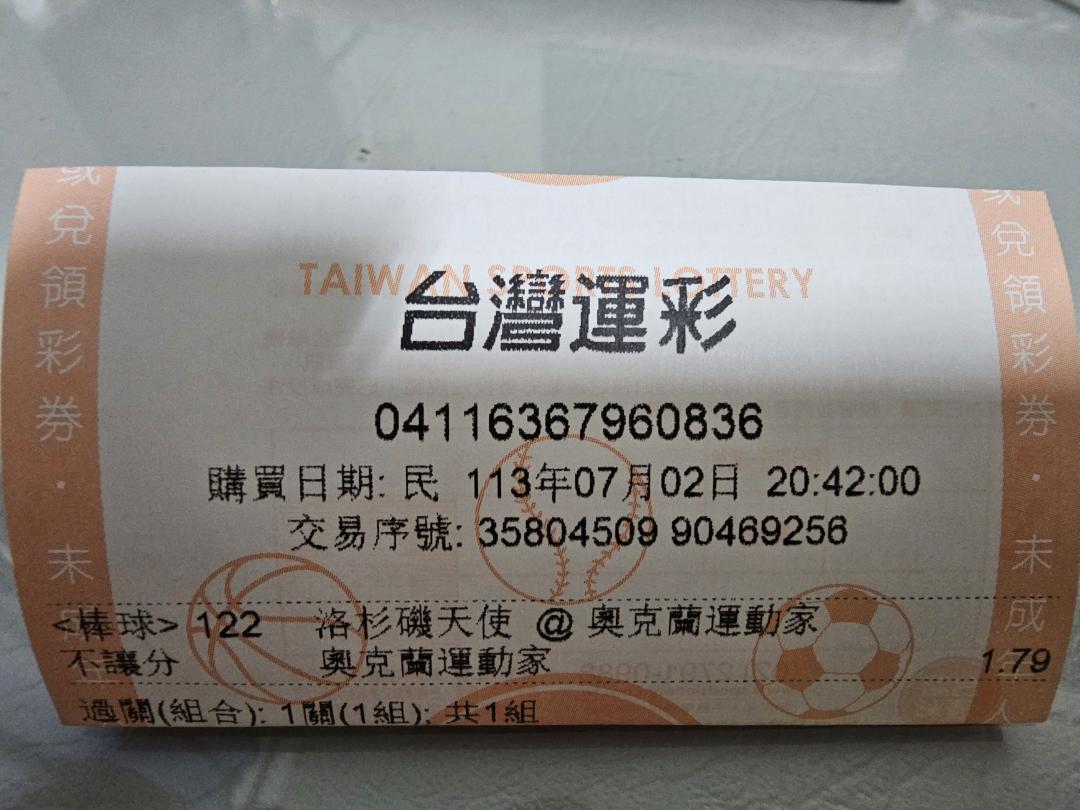 TAIWAN SPORTS LOTTERY
台灣運彩
04116367960836
購買日期: 民 113年07月02日 20:42:00
交易序號: 35804509 90469256
<棒球> 122 洛杉磯天使 @ 奧克蘭運動家
不讓分 奧克蘭運動家 1.79
過關(組合): 1關(1組); 共1組
或兌領彩券・未
或兌領彩券・未成
人